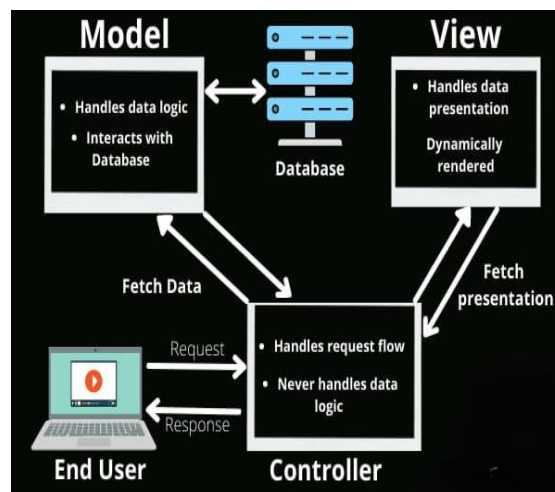 Model
View
• Handles data logic
• Interacts with
Database
Database
• Handles data
presentation
Dynamically
rendered
Fetch Data
Fetch
presentation
Request
Response
• Handles request flow
• Never handles data
logic
End User
Controller